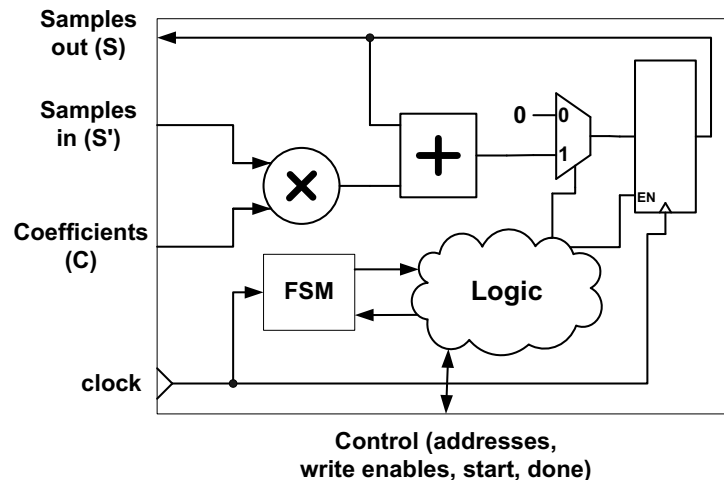 Samples
out (S)
Samples
in (S')
Coefficients
(C)
clock
×
+
0
0
1
EN
FSM
Logic
Control (addresses,
write enables, start, done)